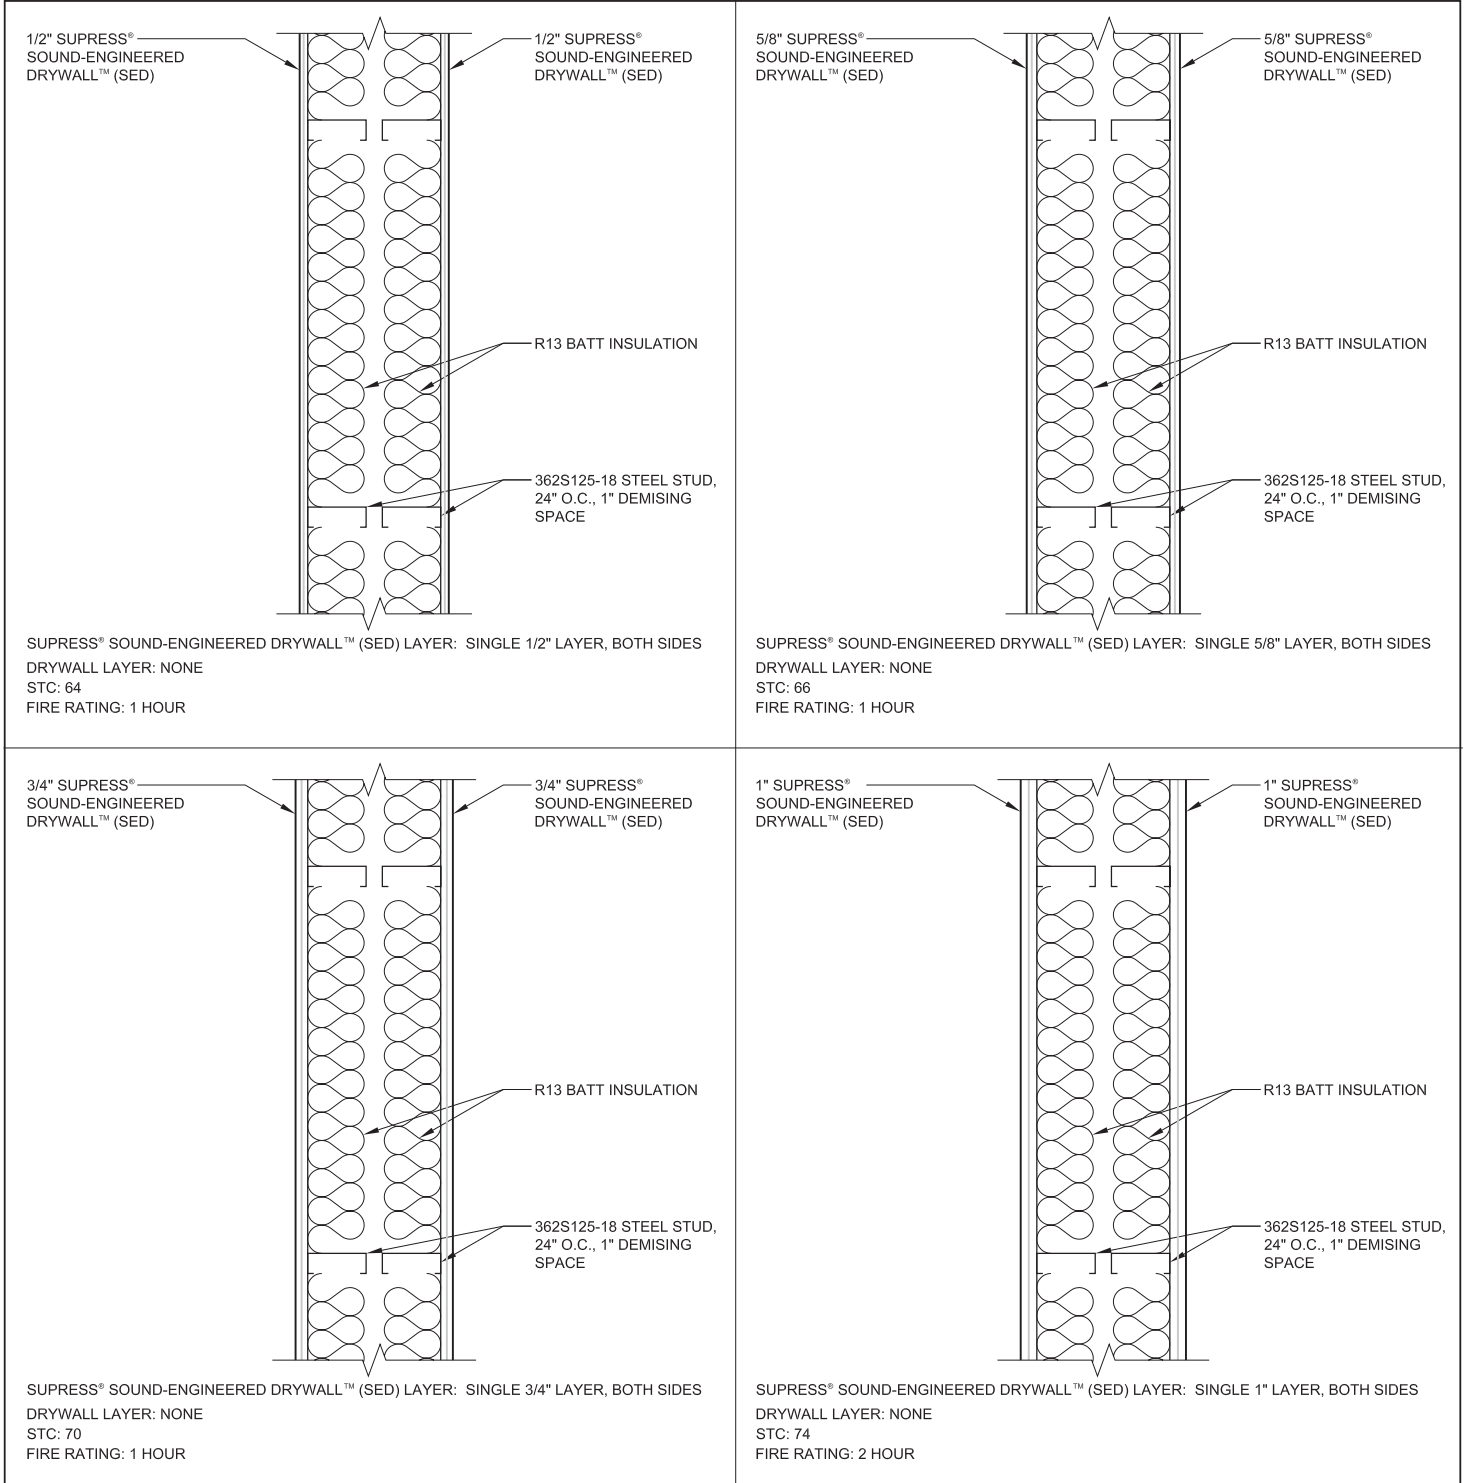 1/2" SUPRESS®
SOUND-ENGINEERED
DRYWALL™ (SED)
1/2" SUPRESS®
SOUND-ENGINEERED
DRYWALL™ (SED)
R13 BATT INSULATION
362S125-18 STEEL STUD,
24" O.C., 1" DEMISING
SPACE
SUPRESS® SOUND-ENGINEERED DRYWALL™ (SED) LAYER: SINGLE 1/2" LAYER, BOTH SIDES
DRYWALL LAYER: NONE
STC: 64
FIRE RATING: 1 HOUR
5/8" SUPRESS®
SOUND-ENGINEERED
DRYWALL™ (SED)
5/8" SUPRESS®
SOUND-ENGINEERED
DRYWALL™ (SED)
R13 BATT INSULATION
362S125-18 STEEL STUD,
24" O.C., 1" DEMISING
SPACE
SUPRESS® SOUND-ENGINEERED DRYWALL™ (SED) LAYER: SINGLE 5/8" LAYER, BOTH SIDES
DRYWALL LAYER: NONE
STC: 66
FIRE RATING: 1 HOUR
3/4" SUPRESS®
SOUND-ENGINEERED
DRYWALL™ (SED)
3/4" SUPRESS®
SOUND-ENGINEERED
DRYWALL™ (SED)
R13 BATT INSULATION
362S125-18 STEEL STUD,
24" O.C., 1" DEMISING
SPACE
SUPRESS® SOUND-ENGINEERED DRYWALL™ (SED) LAYER: SINGLE 3/4" LAYER, BOTH SIDES
DRYWALL LAYER: NONE
STC: 70
FIRE RATING: 1 HOUR
1" SUPRESS®
SOUND-ENGINEERED
DRYWALL™ (SED)
1" SUPRESS®
SOUND-ENGINEERED
DRYWALL™ (SED)
R13 BATT INSULATION
362S125-18 STEEL STUD,
24" O.C., 1" DEMISING
SPACE
SUPRESS® SOUND-ENGINEERED DRYWALL™ (SED) LAYER: SINGLE 1" LAYER, BOTH SIDES
DRYWALL LAYER: NONE
STC: 74
FIRE RATING: 2 HOUR